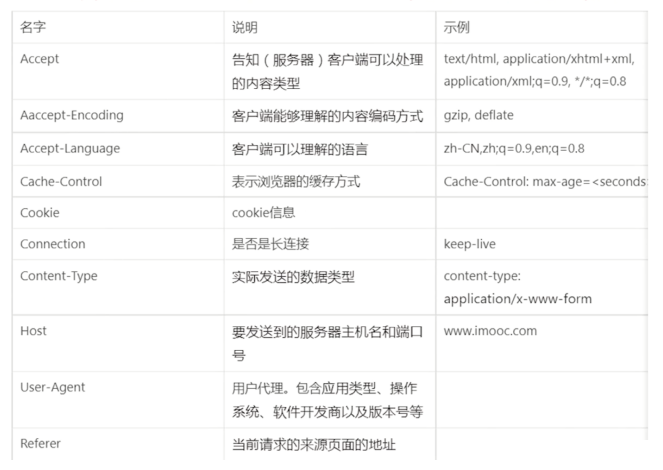 名字 说明 示例
Accept 告知（服务器）客户端可以处理 text/html, application/xhtml+xml,
的内容类型 application/xml;q=0.9, */*;q=0.8
Aaccept-Encoding 客户端能够理解的内容编码方式 gzip, deflate
Accept-Language 客户端可以理解的语言 zh-CN,zh;q=0.9,en;q=0.8
Cache-Control 表示浏览器的缓存方式 Cache-Control: max-age=<seconds>
Cookie cookie信息
Connection 是否是长连接 keep-live
Content-Type 实际发送的数据类型 content-type:
application/x-www-form
Host 要发送到的服务器主机名和端口 www.imooc.com
号
User-Agent 用户代理。包含应用类型、操作
系统、软件开发商以及版本号等
Referer 当前请求的来源页面的地址